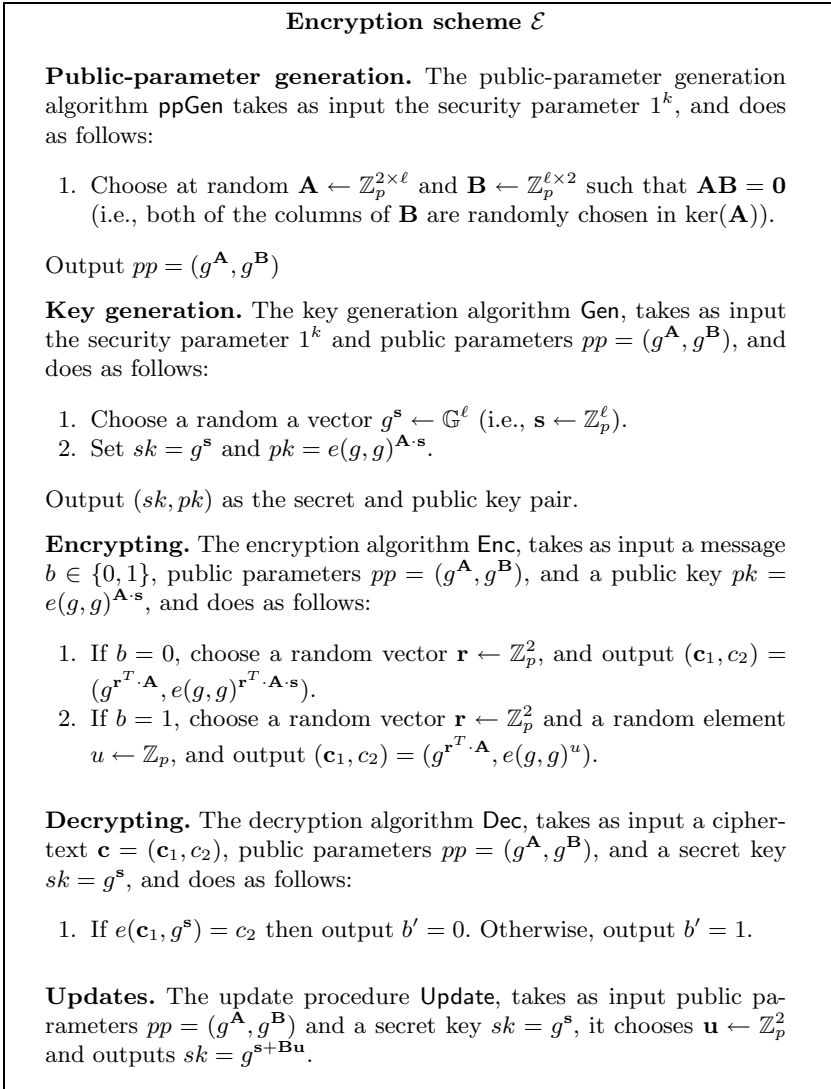 Encryption scheme ℰ
Public-parameter generation. The public-parameter generation
algorithm ppGen takes as input the security parameter 1^k, and does
as follows:
1. Choose at random A ← ℤ_p^{2×ℓ} and B ← ℤ_p^{ℓ×2} such that AB = 0
(i.e., both of the columns of B are randomly chosen in ker(A)).
Output pp = (g^A, g^B)
Key generation. The key generation algorithm Gen, takes as input
the security parameter 1^k and public parameters pp = (g^A, g^B), and
does as follows:
1. Choose a random a vector g^s ← 𝔾^ℓ (i.e., s ← ℤ_p^ℓ).
2. Set sk = g^s and pk = e(g, g)^{A·s}.
Output (sk, pk) as the secret and public key pair.
Encrypting. The encryption algorithm Enc, takes as input a message
b ∈ {0, 1}, public parameters pp = (g^A, g^B), and a public key pk =
e(g, g)^{A·s}, and does as follows:
1. If b = 0, choose a random vector r ← ℤ_p^2, and output (c_1, c_2) =
(g^{r^T·A}, e(g, g)^{r^T·A·s}).
2. If b = 1, choose a random vector r ← ℤ_p^2 and a random element
u ← ℤ_p, and output (c_1, c_2) = (g^{r^T·A}, e(g, g)^u).
Decrypting. The decryption algorithm Dec, takes as input a cipher-
text c = (c_1, c_2), public parameters pp = (g^A, g^B), and a secret key
sk = g^s, and does as follows:
1. If e(c_1, g^s) = c_2 then output b′ = 0. Otherwise, output b′ = 1.
Updates. The update procedure Update, takes as input public pa-
rameters pp = (g^A, g^B) and a secret key sk = g^s, it chooses u ← ℤ_p^2
and outputs sk = g^{s+Bu}.